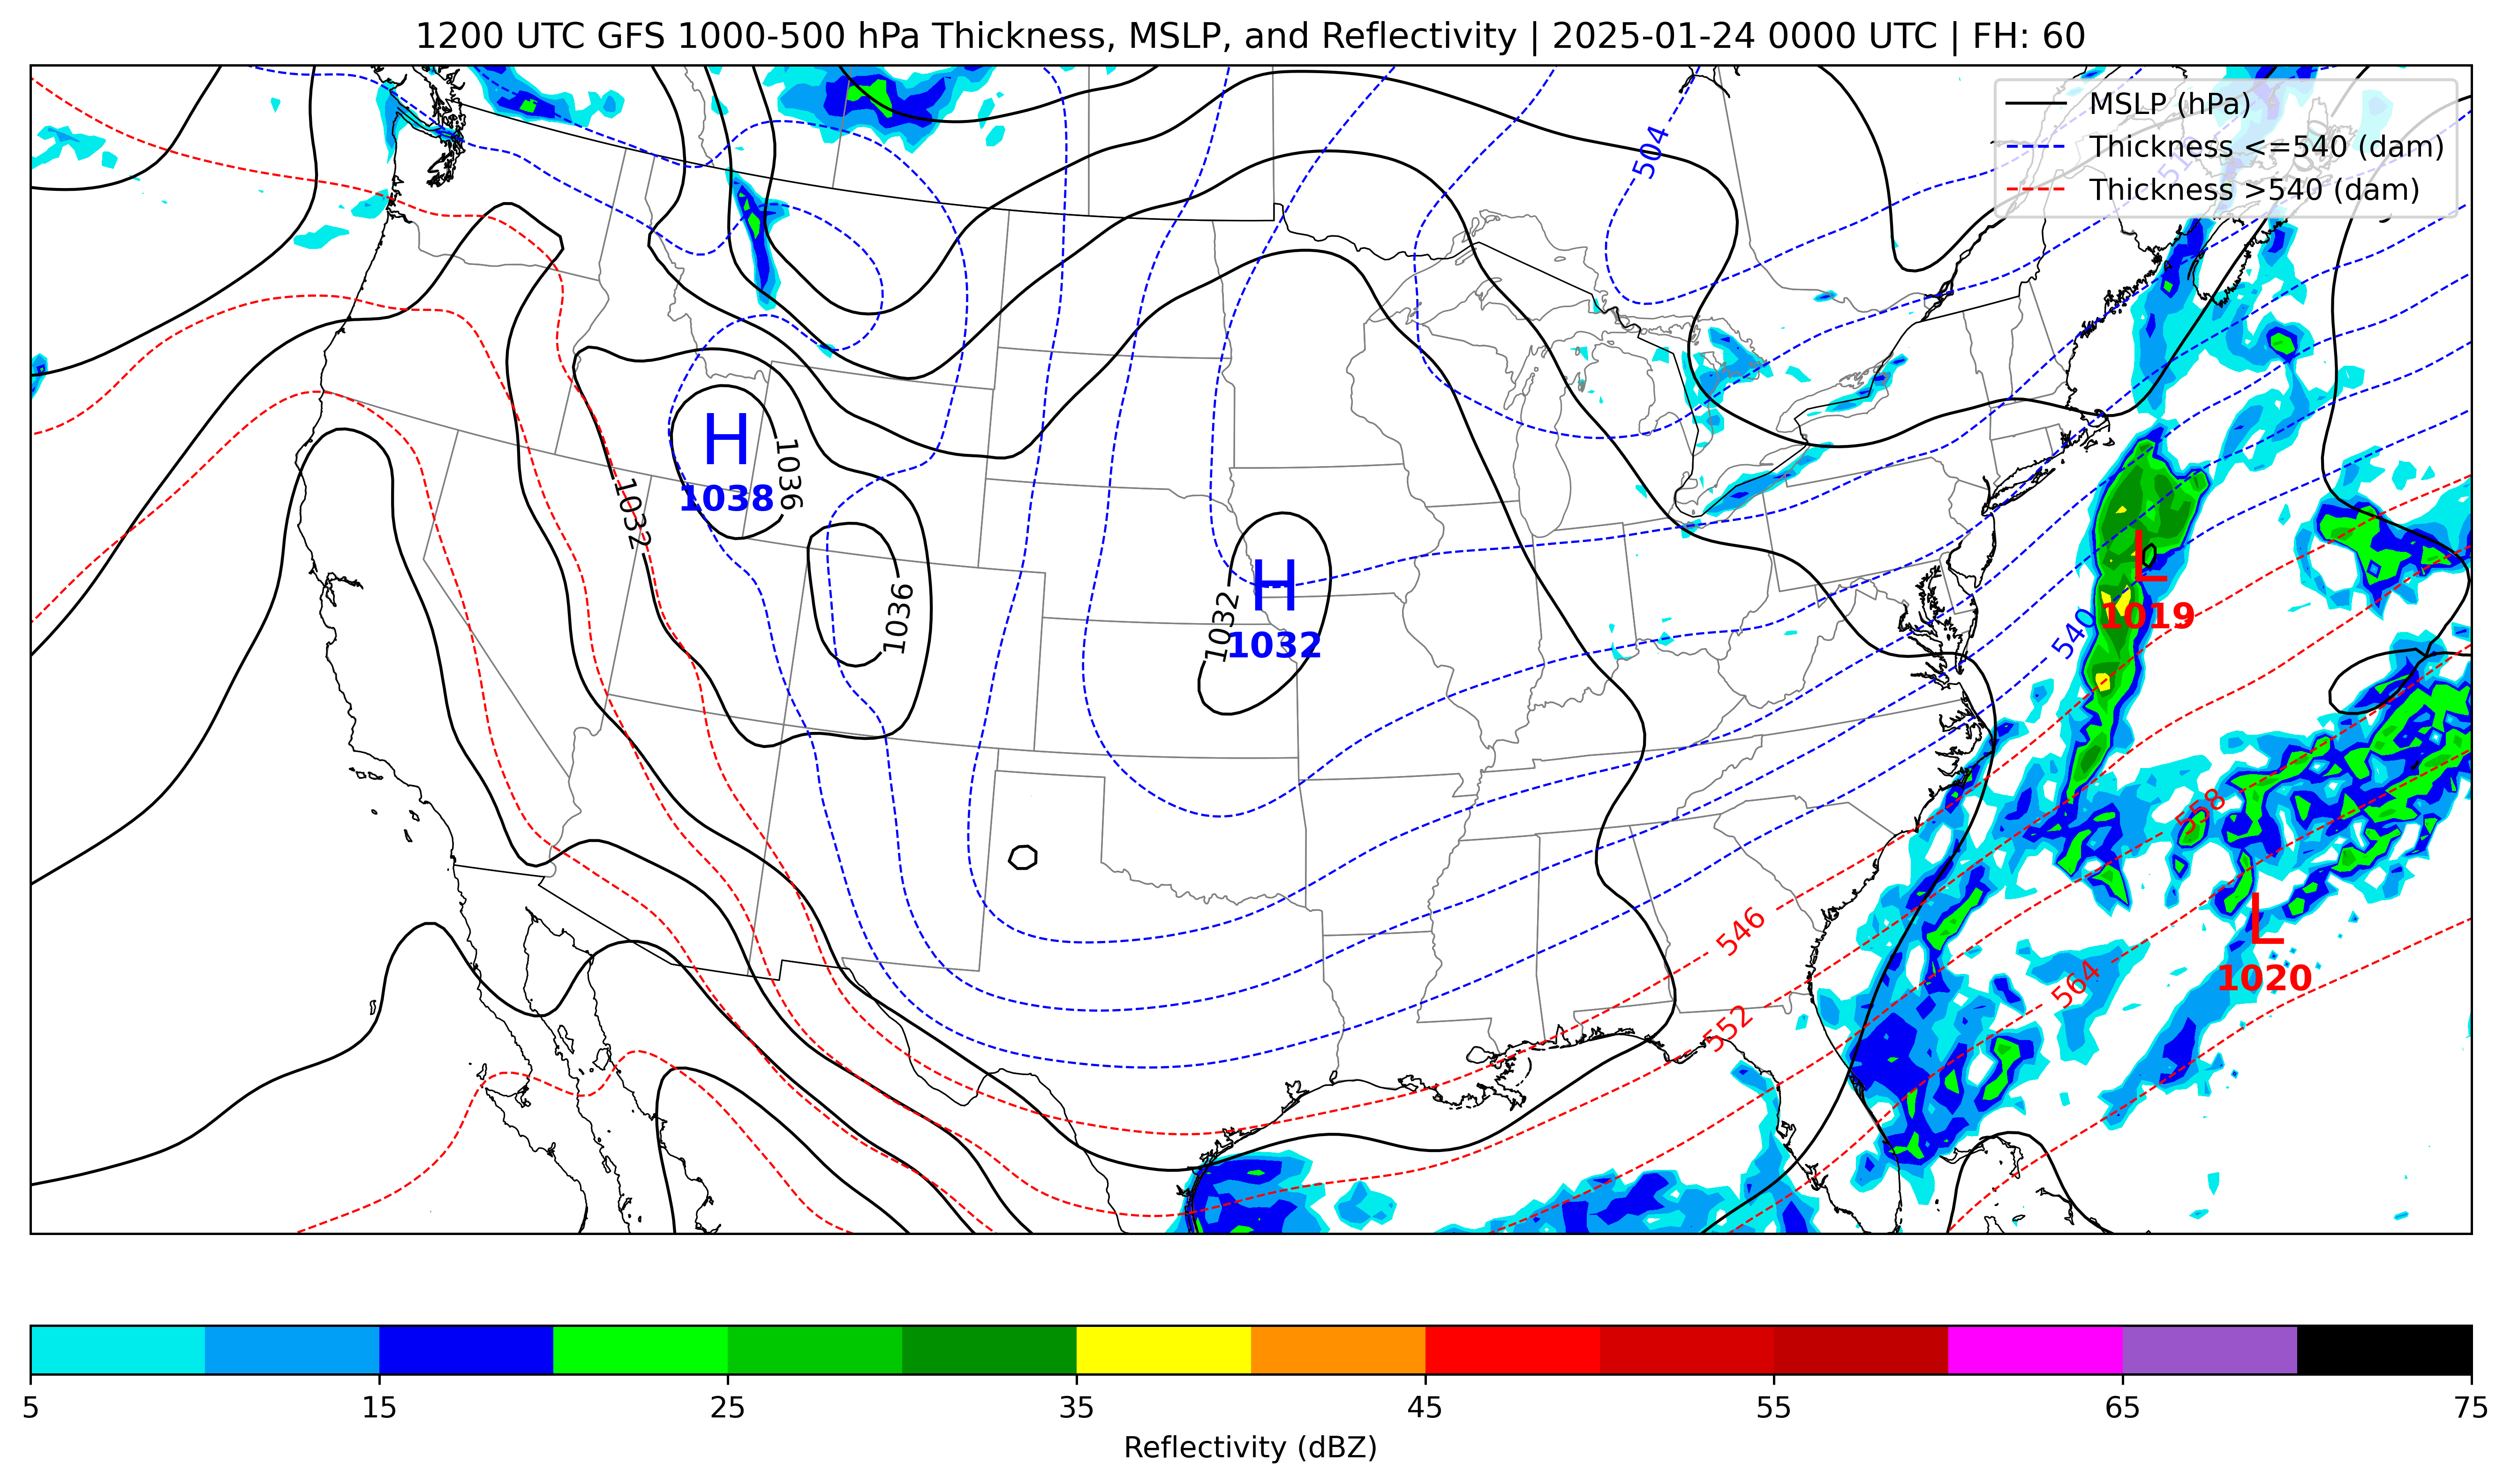 1200 UTC GFS 1000-500 hPa Thickness, MSLP, and Reflectivity | 2025-01-24 0000 UTC | FH: 60
MSLP (hPa)
Thickness <=540 (dam)
Thickness >540 (dam)
504
510
H
1038
1036
1032
1036
H
1032
1032
L
1019
540
558
L
1020
546
564
552
5
15
25
35
45
55
65
75
Reflectivity (dBZ)